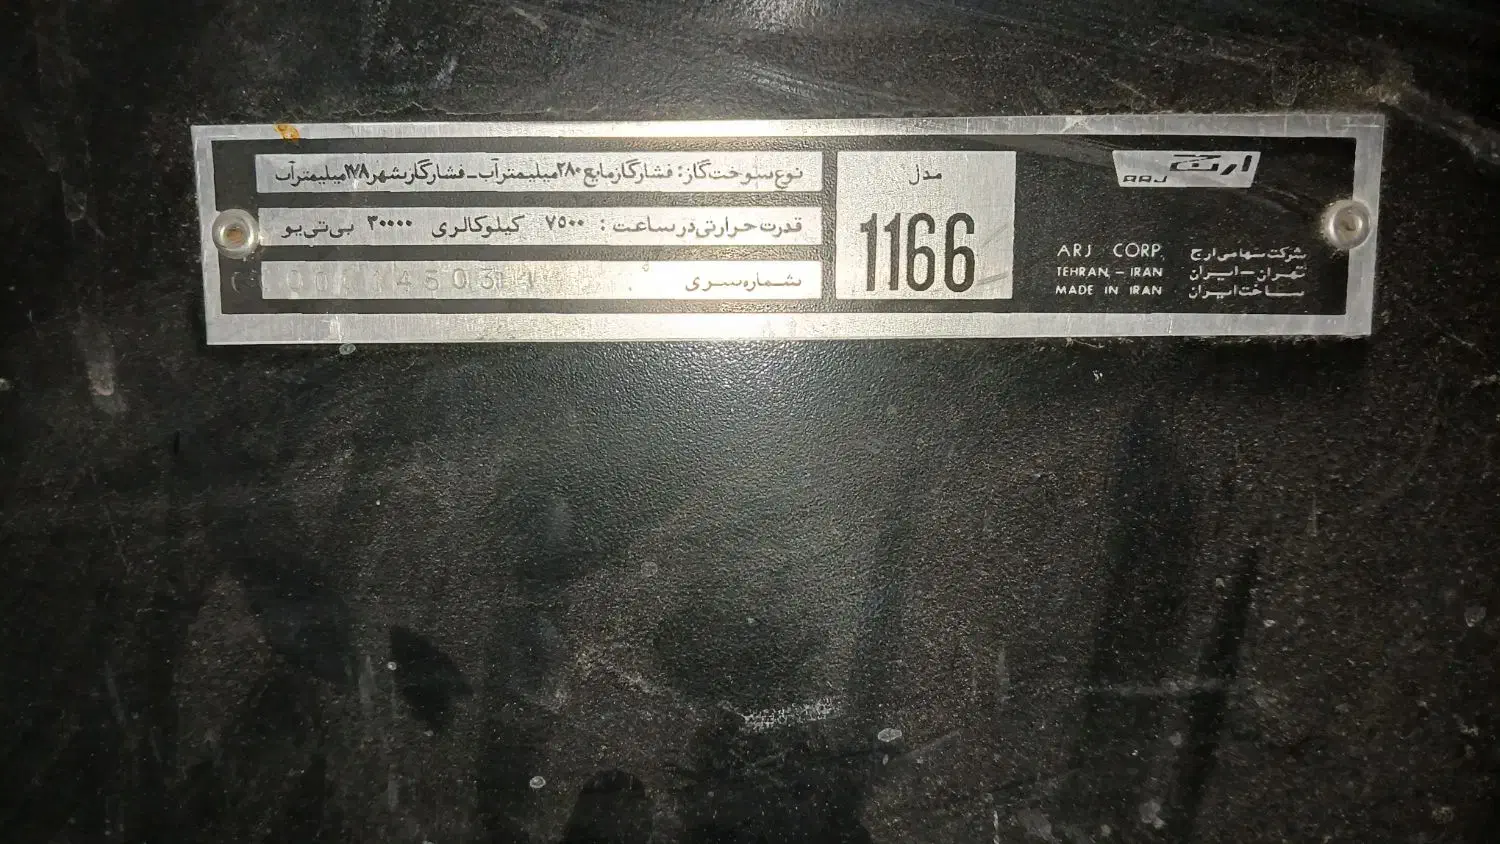 ارج
ARJ
شرکت سهامی ارج
تهران - ایران
ساخت ایران
ARJ CORP.
TEHRAN - IRAN
MADE IN IRAN
مدل
1166
نوع سوخت گاز: فشار گاز مایع ۲۸۰ میلیمتر آب - فشار گاز شهر ۱۷۸ میلیمتر آب
قدرت حرارتی در ساعت: ۷۵۰۰ کیلوکالری ۳۰۰۰۰ بی تی یو
شماره سری